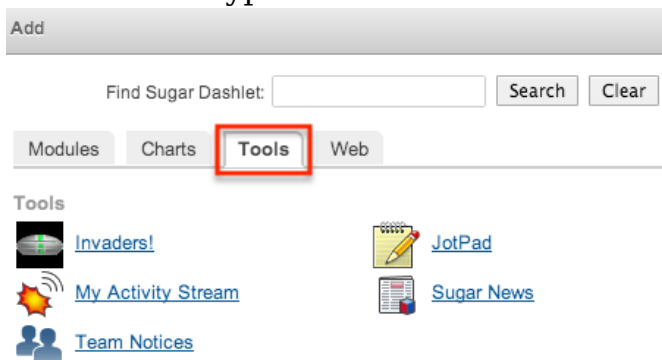 Add
Find Sugar Dashlet: Search Clear
Modules Charts Tools Web
Tools
Invaders! JotPad
My Activity Stream Sugar News
Team Notices